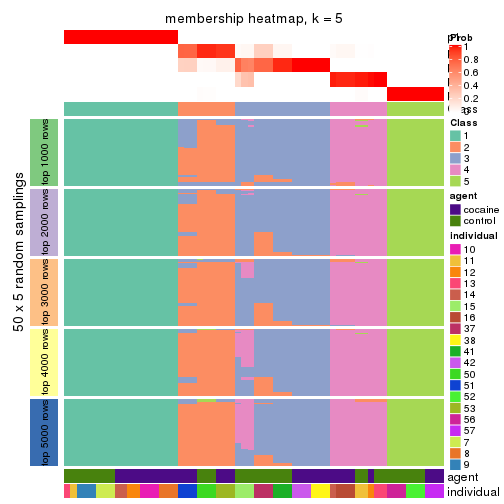 membership heatmap, k = 5
Prob
1
0.8
0.6
0.4
0.2
0
Class
1
2
3
4
5
agent
cocaine
control
individual
10
11
12
13
14
15
16
37
38
41
42
50
51
52
53
56
57
7
8
9
50 x 5 random samplings
top 1000 rows
top 2000 rows
top 3000 rows
top 4000 rows
top 5000 rows
agent
individual